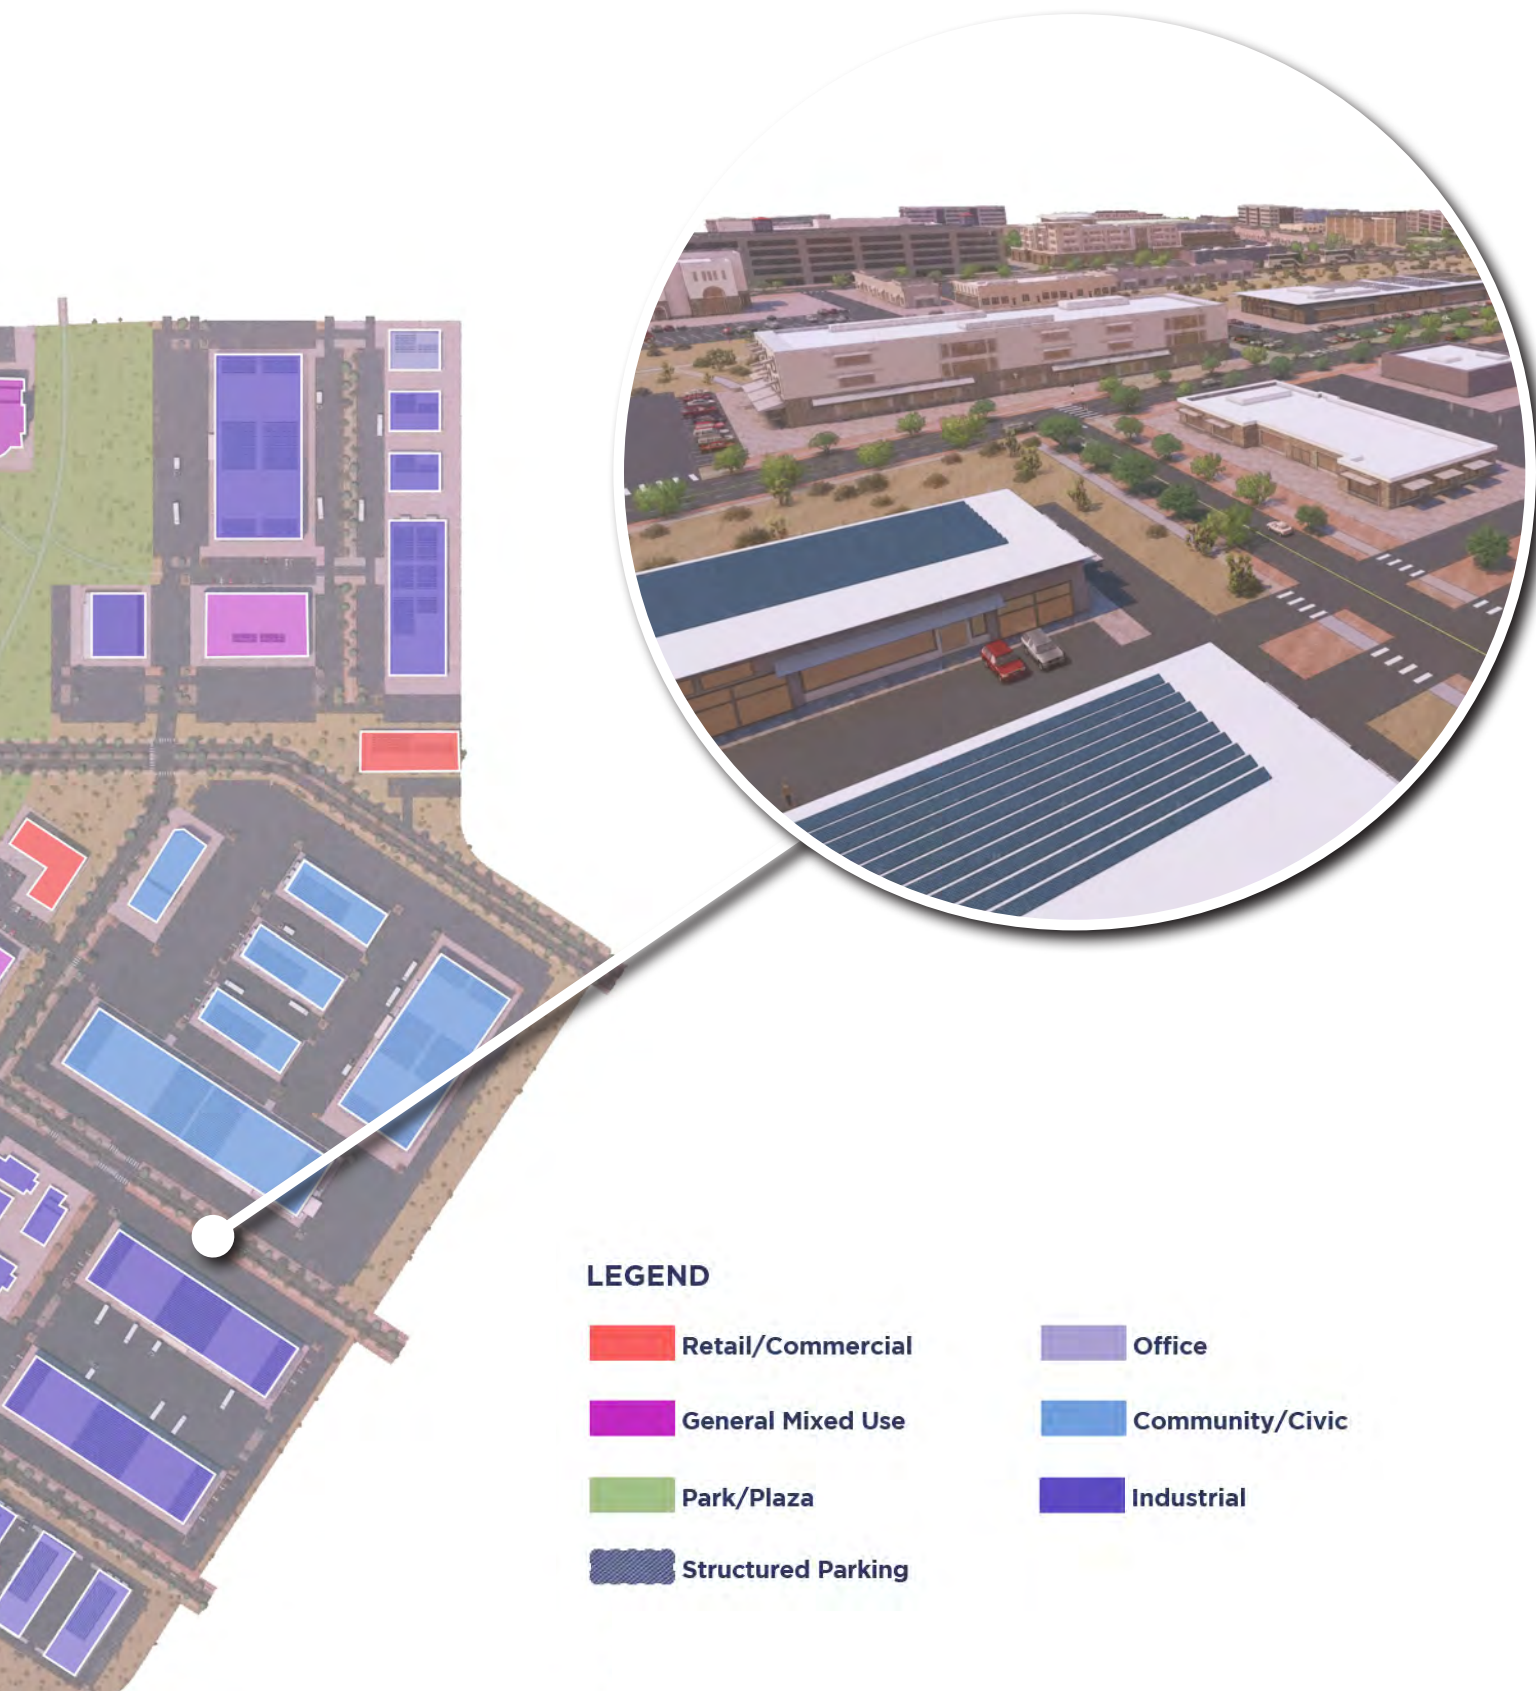 LEGEND
Retail/Commercial
General Mixed Use
Park/Plaza
Structured Parking
Office
Community/Civic
Industrial